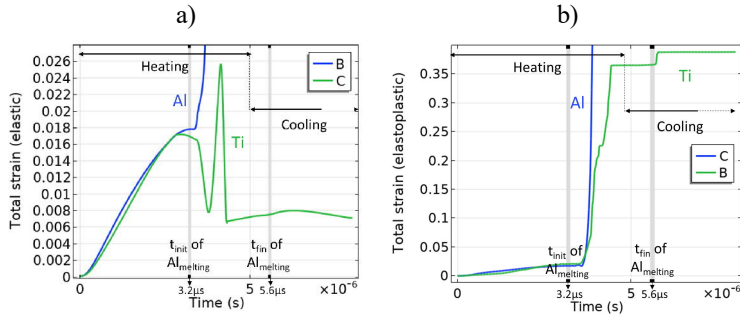 a)
b)
0.026
0.024
0.022
0.02
0.018
0.016
0.014
0.012
0.01
0.008
0.006
0.004
0.002
0
Total strain (elastic)
Heating
B
C
Al
Ti
Cooling
t_init of
Al_melting
t_fin of
Al_melting
0
3.2μs
5
5.6μs
×10⁻⁶
Time (s)
0.35
0.3
0.25
0.2
0.15
0.1
0.05
0
Total strain (elastoplastic)
Heating
Al
Ti
Cooling
C
B
t_init of
Al_melting
t_fin of
Al_melting
0
3.2μs
5
5.6μs
×10⁻⁶
Time (s)